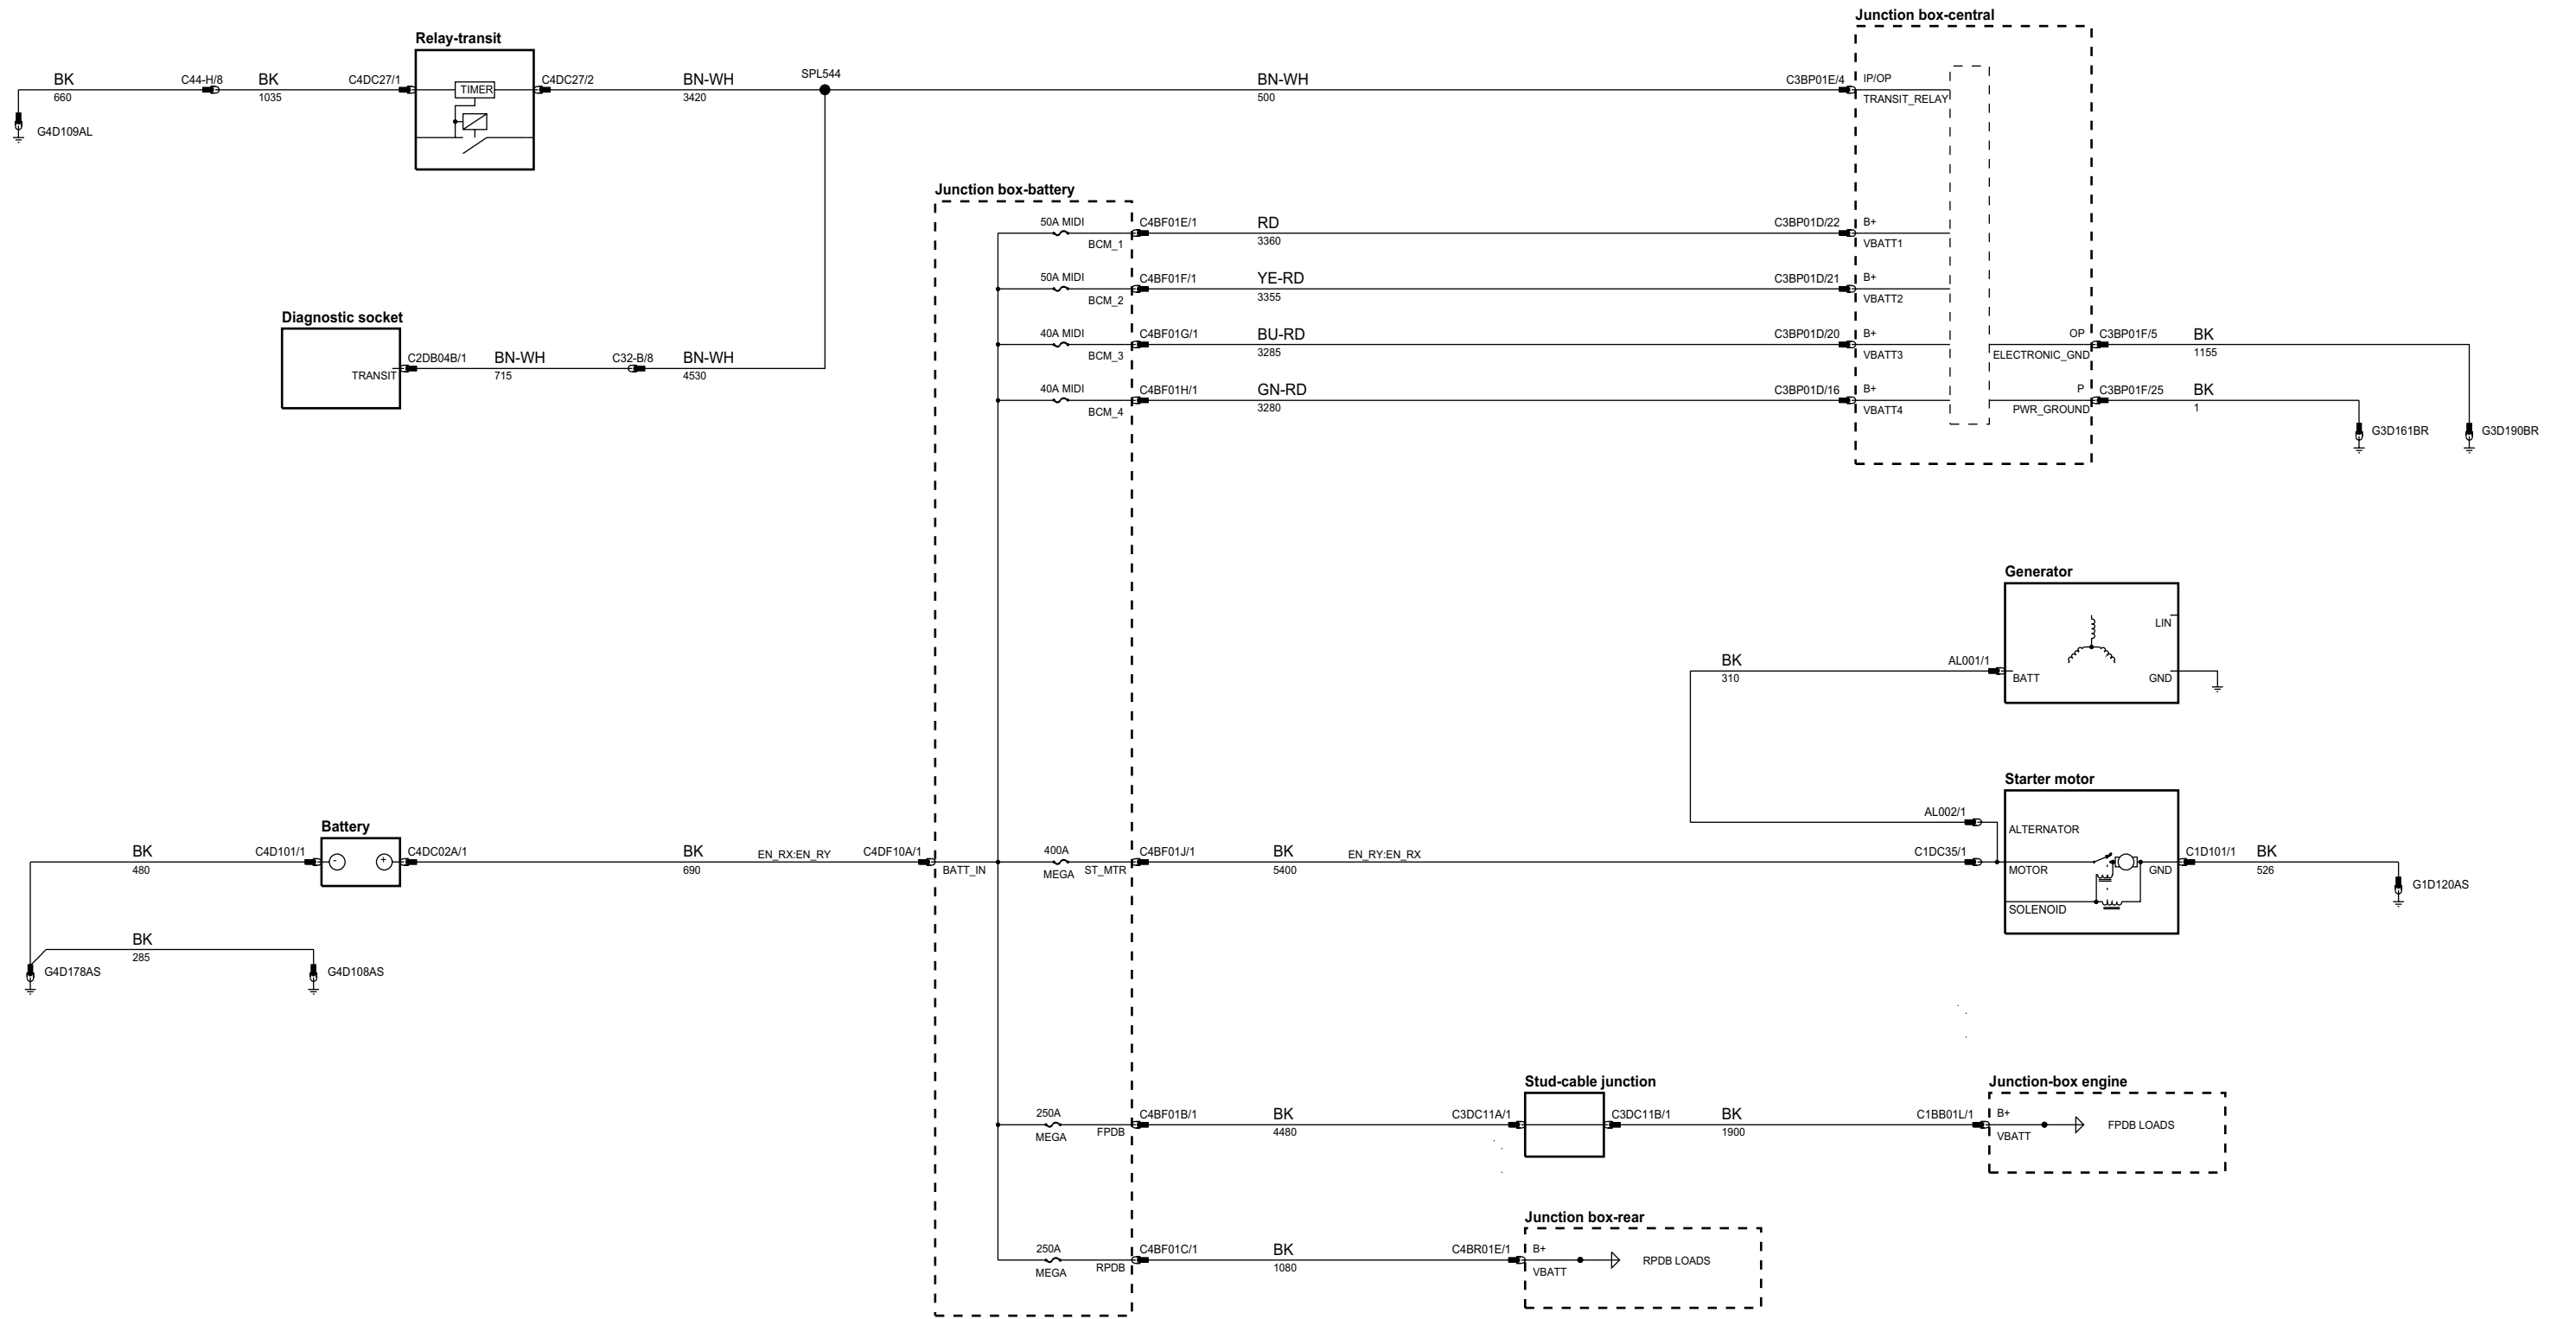 Junction box-central
Relay-transit
BK
660
C44-H/8
BK
1035
C4DC27/1
TIMER
C4DC27/2
BN-WH
3420
SPL544
BN-WH
500
C3BP01E/4
IP/OP
TRANSIT_RELAY
G4D109AL
Junction box-battery
50A MIDI
BCM_1
C4BF01E/1
RD
3360
C3BP01D/22
B+
VBATT1
50A MIDI
BCM_2
C4BF01F/1
YE-RD
3355
C3BP01D/21
B+
VBATT2
Diagnostic socket
TRANSIT
C2DB04B/1
BN-WH
715
C32-B/8
BN-WH
4530
40A MIDI
BCM_3
C4BF01G/1
BU-RD
3285
C3BP01D/20
B+
VBATT3
OP
ELECTRONIC_GND
C3BP01F/5
BK
1155
40A MIDI
BCM_4
C4BF01H/1
GN-RD
3280
C3BP01D/16
B+
VBATT4
P
PWR_GROUND
C3BP01F/25
BK
1
G3D161BR
G3D190BR
Generator
LIN
BK
310
AL001/1
BATT
GND
Starter motor
AL002/1
ALTERNATOR
Battery
BK
480
C4D101/1
-
+
C4DC02A/1
BK
690
EN_RX:EN_RY
C4DF10A/1
BATT_IN
400A
MEGA
ST_MTR
C4BF01J/1
BK
5400
EN_RY:EN_RX
C1DC35/1
MOTOR
GND
C1D101/1
BK
526
G1D120AS
SOLENOID
BK
285
G4D178AS
G4D108AS
Stud-cable junction
Junction-box engine
250A
MEGA
FPDB
C4BF01B/1
BK
4480
C3DC11A/1
C3DC11B/1
BK
1900
C1BB01L/1
B+
VBATT
FPDB LOADS
Junction box-rear
250A
MEGA
RPDB
C4BF01C/1
BK
1080
C4BR01E/1
B+
VBATT
RPDB LOADS